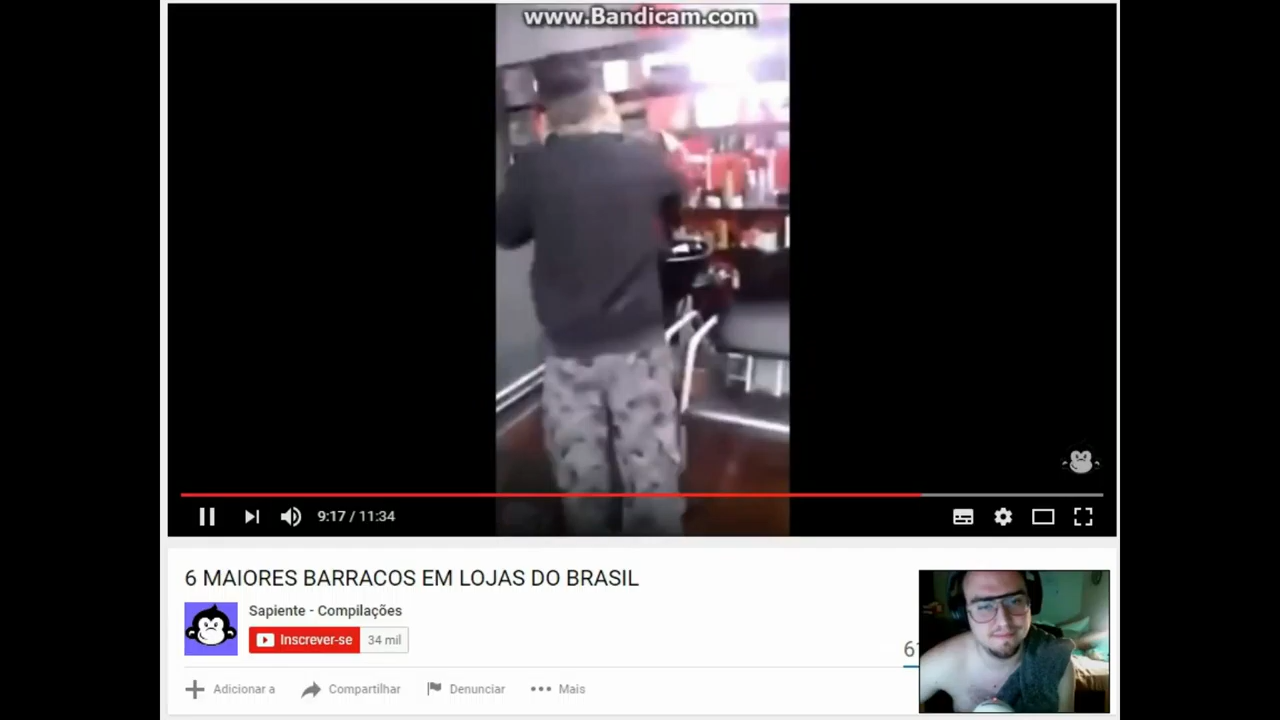 www.Bandicam.com
9:17 / 11:34
6 MAIORES BARRACOS EM LOJAS DO BRASIL
Sapiente - Compilações
Inscrever-se 34 mil
Adicionar a Compartilhar Denunciar Mais